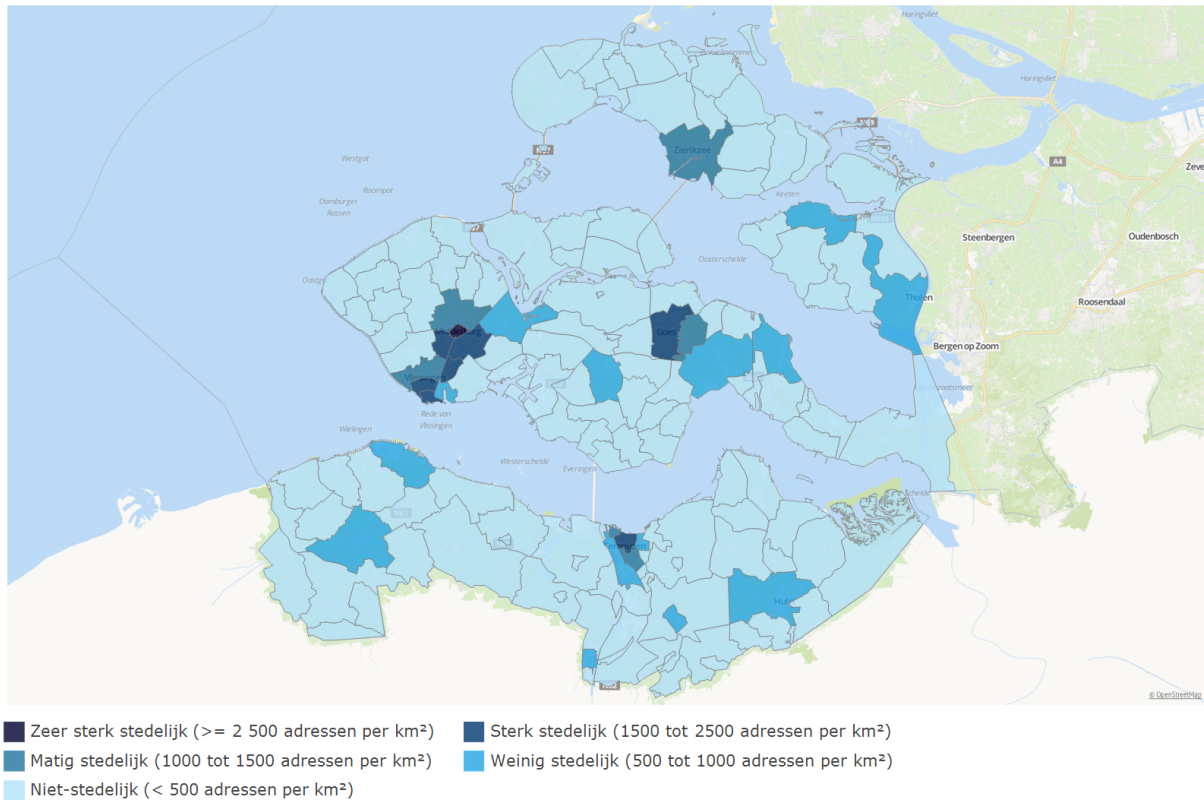 Haringvliet
Haringvliet
A4
Zeve
Zierikzee
Westgat
Roompot
Keeten
Domburger
Rassen
Steenbergen
Oudenbosch
Oosterschelde
Tholen
Roosendaal
Goes
Bergen op Zoom
Rede van
Vlissingen
Wielingen
Westerschelde
Everingen
© OpenStreetMap
Zeer sterk stedelijk (>= 2 500 adressen per km²)
Sterk stedelijk (1500 tot 2500 adressen per km²)
Matig stedelijk (1000 tot 1500 adressen per km²)
Weinig stedelijk (500 to 1000 adressen per km²)
Niet-stedelijk (< 500 adressen per km²)